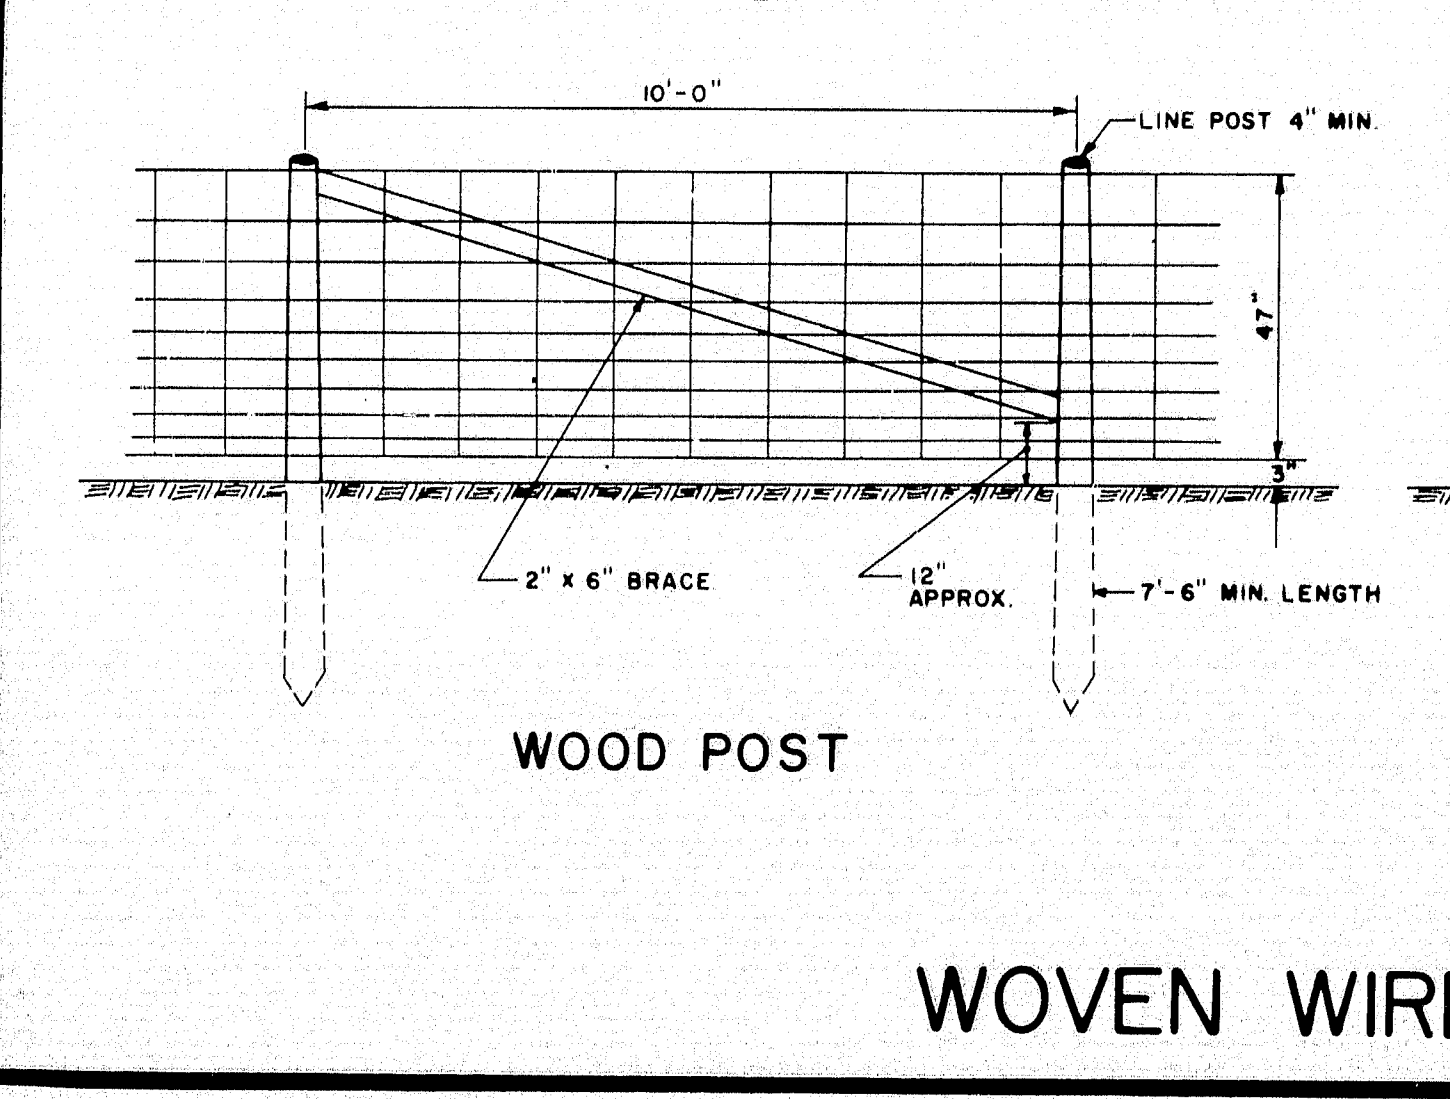 10'-0"
LINE POST 4" MIN.
47"
3"
2" X 6" BRACE
12"
APPROX.
7'-6" MIN. LENGTH
WOOD POST
WOVEN